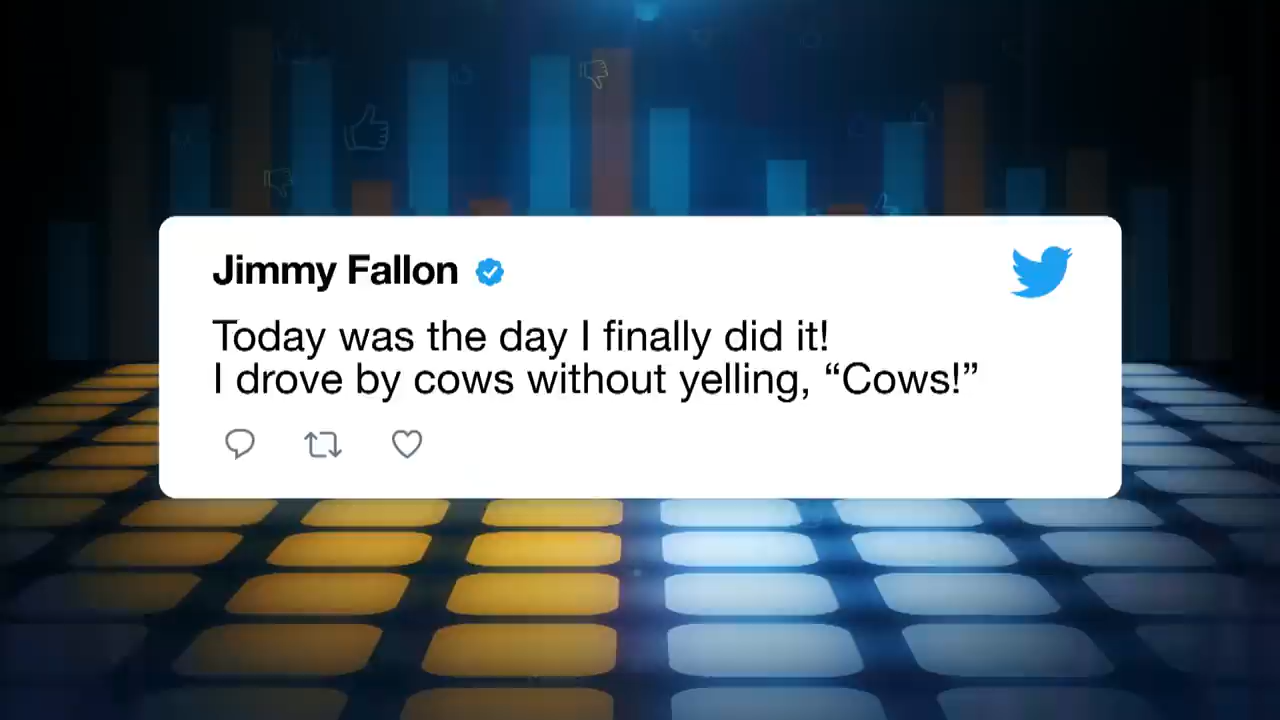 Jimmy Fallon
Today was the day I finally did it!
I drove by cows without yelling, “Cows!”